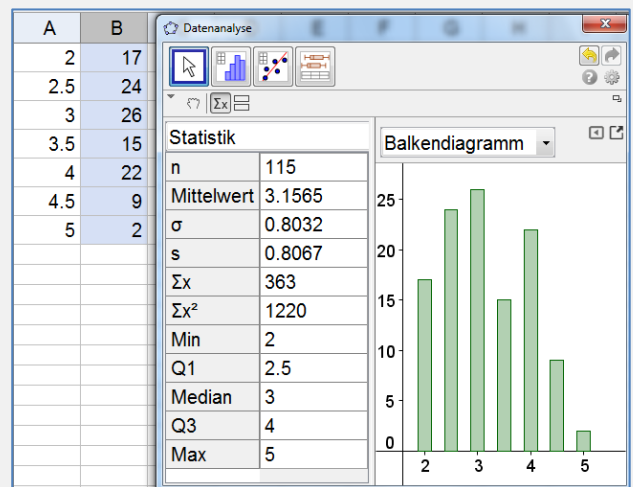 A B
2 17
2.5 24
3 26
3.5 15
4 22
4.5 9
5 2
Datenanalyse
Σx
Statistik
n 115
Mittelwert 3.1565
σ 0.8032
s 0.8067
Σx 363
Σx² 1220
Min 2
Q1 2.5
Median 3
Q3 4
Max 5
Balkendiagramm
25
20
15
10
5
0
2 3 4 5